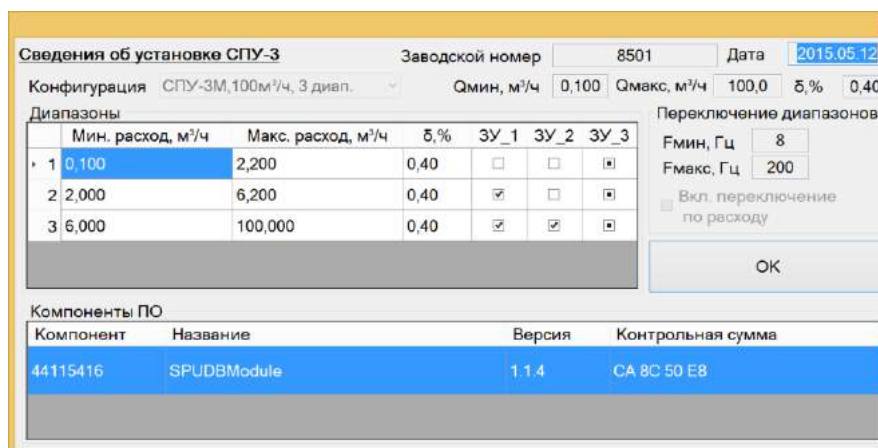 Сведения об установке СПУ-3 Заводской номер 8501 Дата 2015.05.12
Конфигурация СПУ-3М,100м³/ч, 3 диап. Qмин, м³/ч 0,100 Qмакс, м³/ч 100,0 δ,% 0,40
Диапазоны Переключение диапазонов
Мин. расход, м³/ч Макс. расход, м³/ч δ,% ЗУ_1 ЗУ_2 ЗУ_3
Fмин, Гц 8
1 0,100 2,200 0,40
Fмакс, Гц 200
2 2,000 6,200 0,40
Вкл. переключение
по расходу
3 6,000 100,000 0,40
OK
Компоненты ПО
Компонент Название Версия Контрольная сумма
44115416 SPUDBModule 1.1.4 CA 8C 50 E8